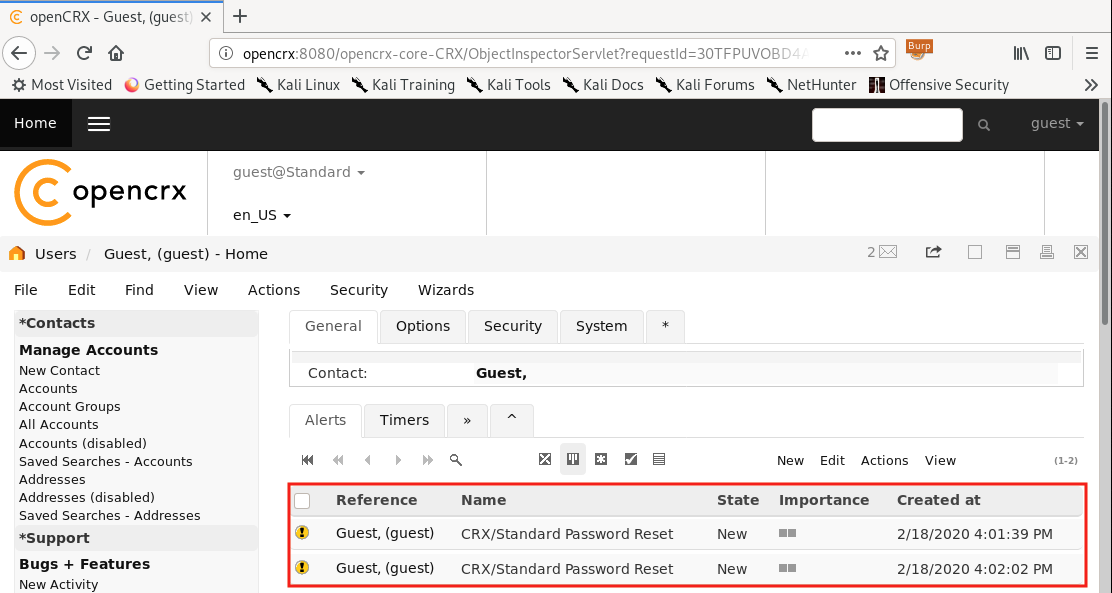 openCRX - Guest, (guest)
opencrx:8080/opencrx-core-CRX/ObjectInspectorServlet?requestId=30TFPUVOBD4A
Burp
Most Visited Getting Started Kali Linux Kali Training Kali Tools Kali Docs Kali Forums NetHunter Offensive Security
Home guest
opencrx
guest@Standard
en_US
Users / Guest, (guest) - Home 2
File Edit Find View Actions Security Wizards
*Contacts
Manage Accounts
New Contact
Accounts
Account Groups
All Accounts
Accounts (disabled)
Saved Searches - Accounts
Addresses
Addresses (disabled)
Saved Searches - Addresses
*Support
Bugs + Features
New Activity
General Options Security System *
Contact: Guest,
Alerts Timers » ^
New Edit Actions View (1-2)
Reference Name State Importance Created at
Guest, (guest) CRX/Standard Password Reset New 2/18/2020 4:01:39 PM
Guest, (guest) CRX/Standard Password Reset New 2/18/2020 4:02:02 PM